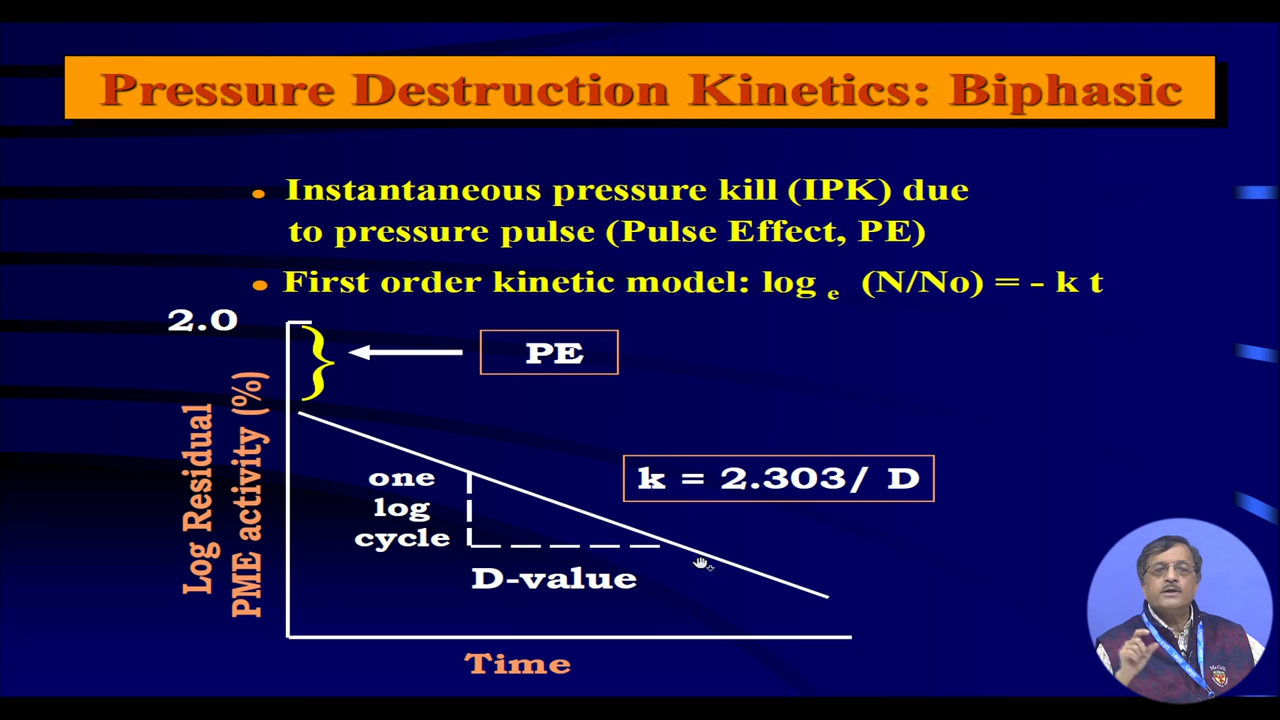 Pressure Destruction Kinetics: Biphasic
• Instantaneous pressure kill (IPK) due
to pressure pulse (Pulse Effect, PE)
• First order kinetic model: log e (N/No) = - k t
2.0
PE
Log Residual
PME activity (%)
one
log
cycle
k = 2.303/ D
D-value
Time